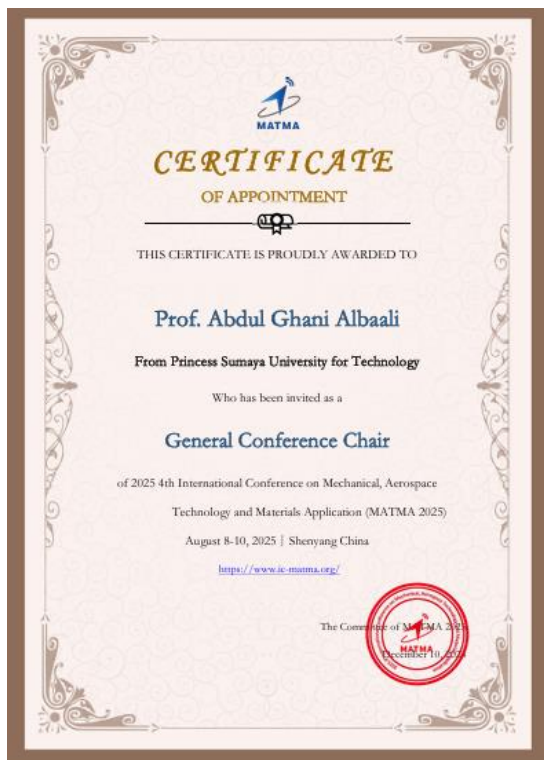 MATMA
CERTIFICATE
OF APPOINTMENT
THIS CERTIFICATE IS PROUDLY AWARDED TO
Prof. Abdul Ghani Albaali
From Princess Sumaya University for Technology
Who has been invited as a
General Conference Chair
of 2025 4th International Conference on Mechanical, Aerospace
Technology and Materials Application (MATMA 2025)
August 8-10, 2025 | Shenyang China
https://www.ic-matma.org/
The Committee of MATMA
December 10,
MATMA